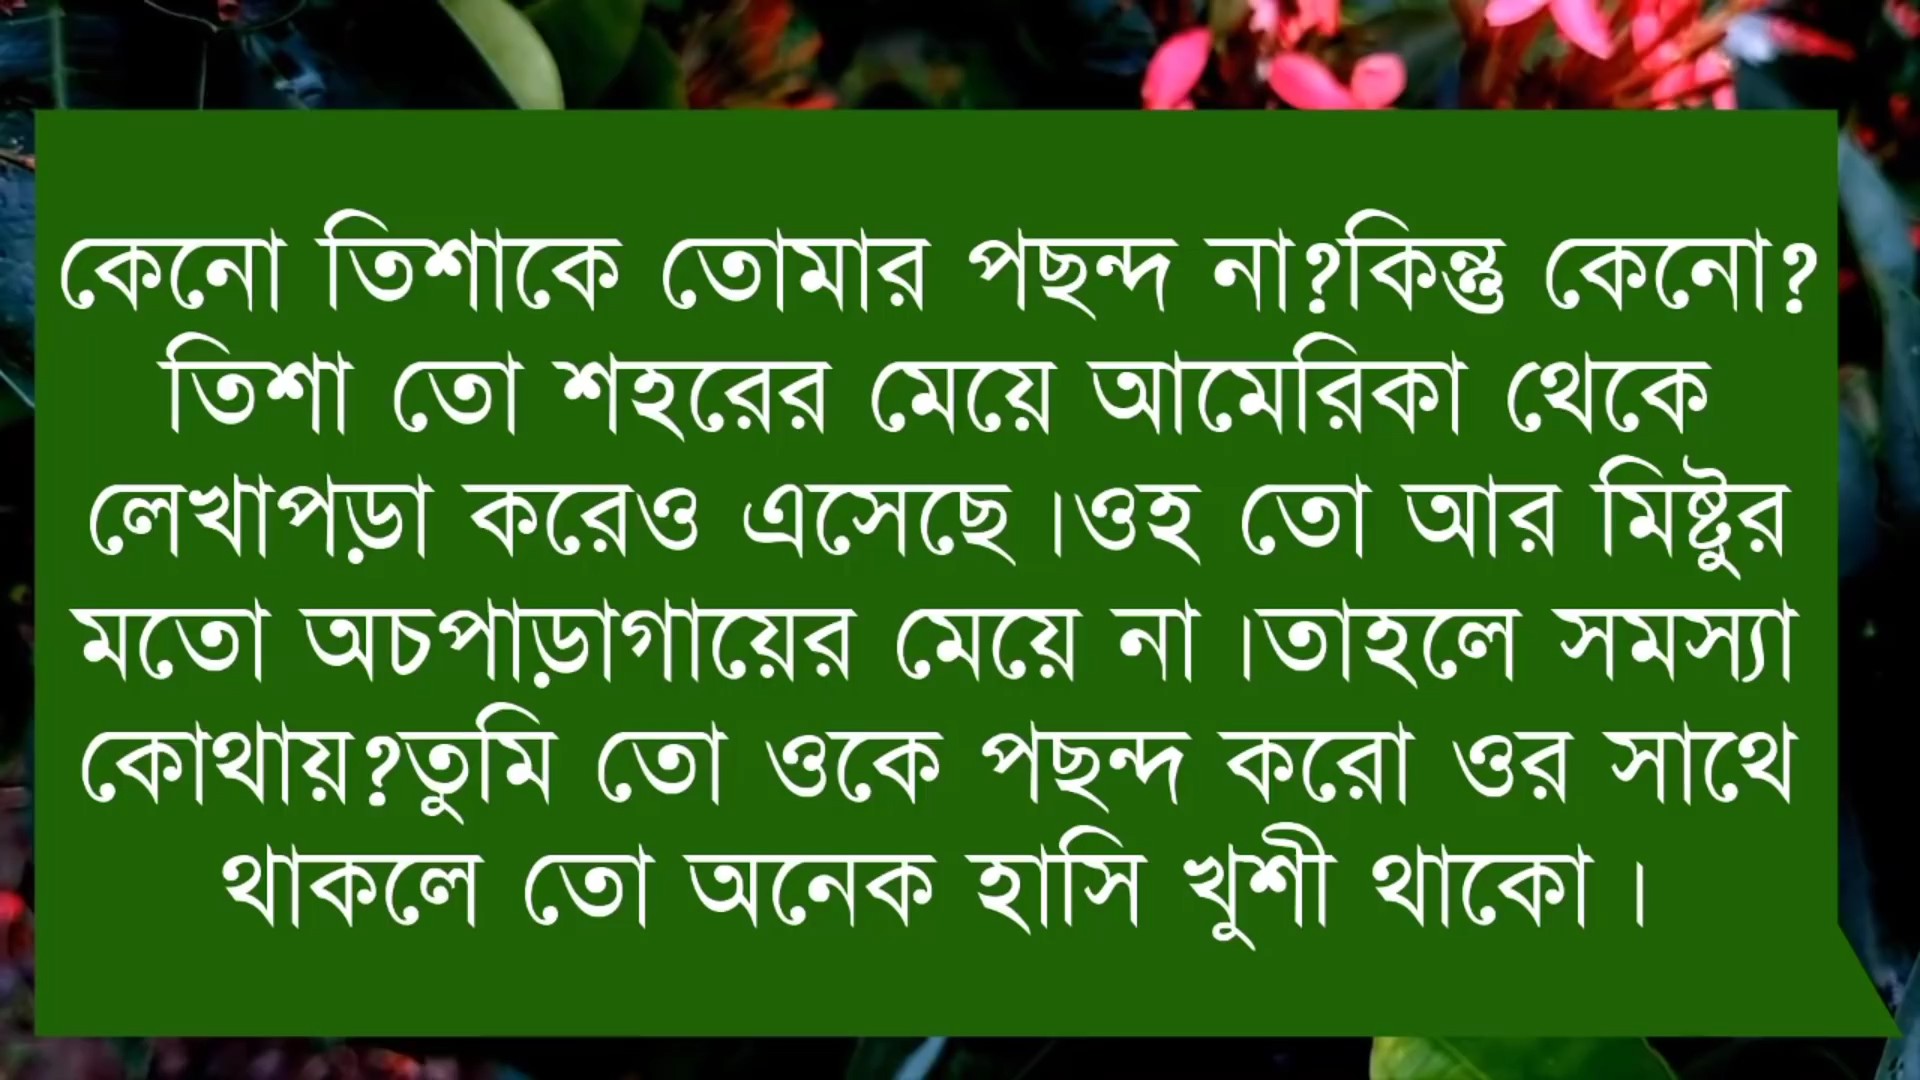 কেনো তিশাকে তোমার পছন্দ না?কিন্তু কেনো?
তিশা তো শহরের মেয়ে আমেরিকা থেকে
লেখাপড়া করেও এসেছে।ওহ তো আর মিষ্টুর
মতো অচপাড়াগায়ের মেয়ে না।তাহলে সমস্যা
কোথায়?তুমি তো ওকে পছন্দ করো ওর সাথে
থাকলে তো অনেক হাসি খুশী থাকো।